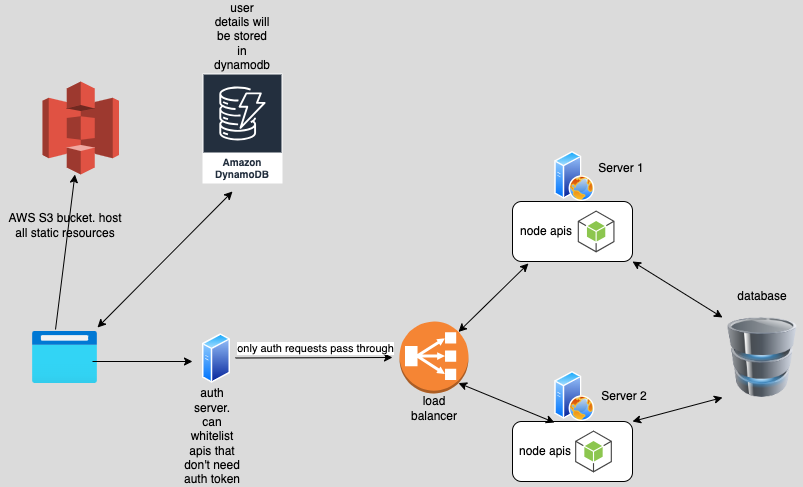 user
details will
be stored
in
dynamodb
Amazon
DynamoDB
AWS S3 bucket. host
all static resources
Server 1
node apis
database
only auth requests pass through
auth
server.
can
whitelist
apis that
don't need
auth token
load
balancer
Server 2
node apis